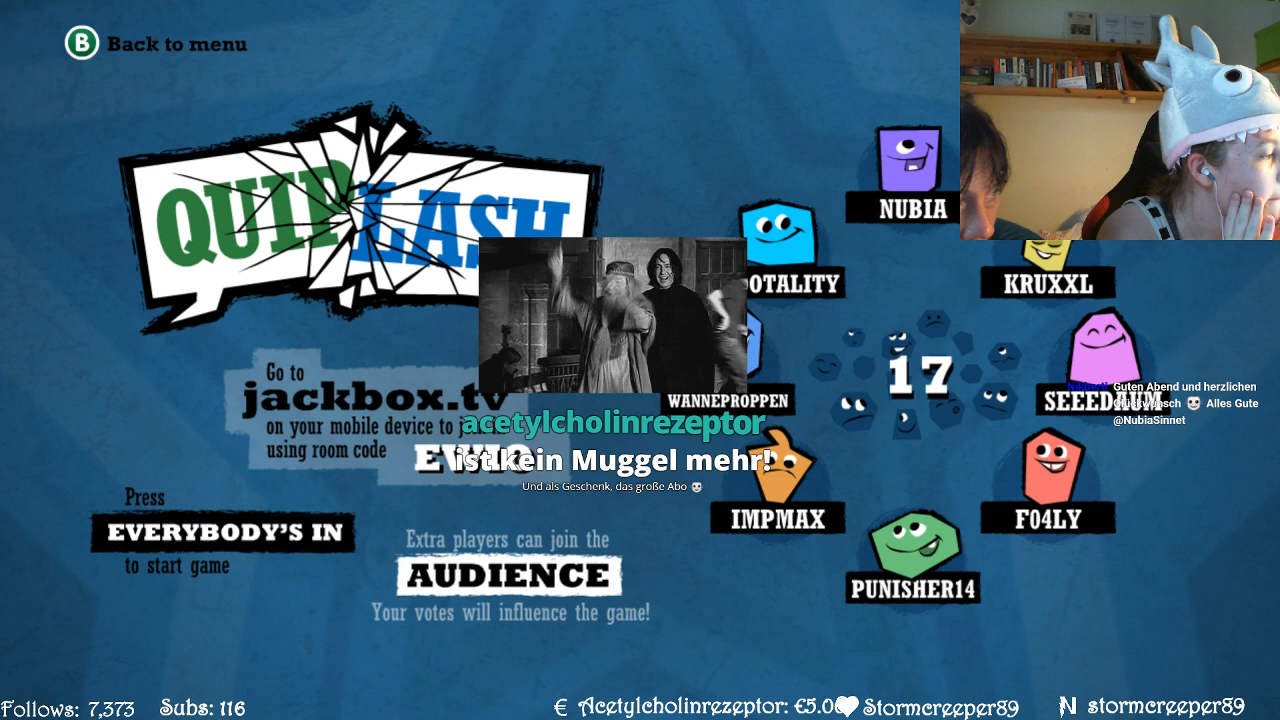 B Back to menu
QUIPLASH
NUBIA
OTALITY
KRUXXL
17
WANNEPROPPEN
Guten Abend und herzlichen
Alles Gute
@NubiaSinnet
Go to
jackbox.tv
on your mobile device to
using room code
EWIO
acetylcholinrezeptor
ist kein Muggel mehr!
Und als Geschenk, das große Abo
IMPMAX
F04LY
PUNISHER14
Press
EVERYBODY'S IN
to start game
Extra players can join the
AUDIENCE
Your votes will influence the game!
Follows: 7,373 Subs: 116 € Acetylcholinrezeptor: €5.0 Stormcreeper89 N stormcreeper89